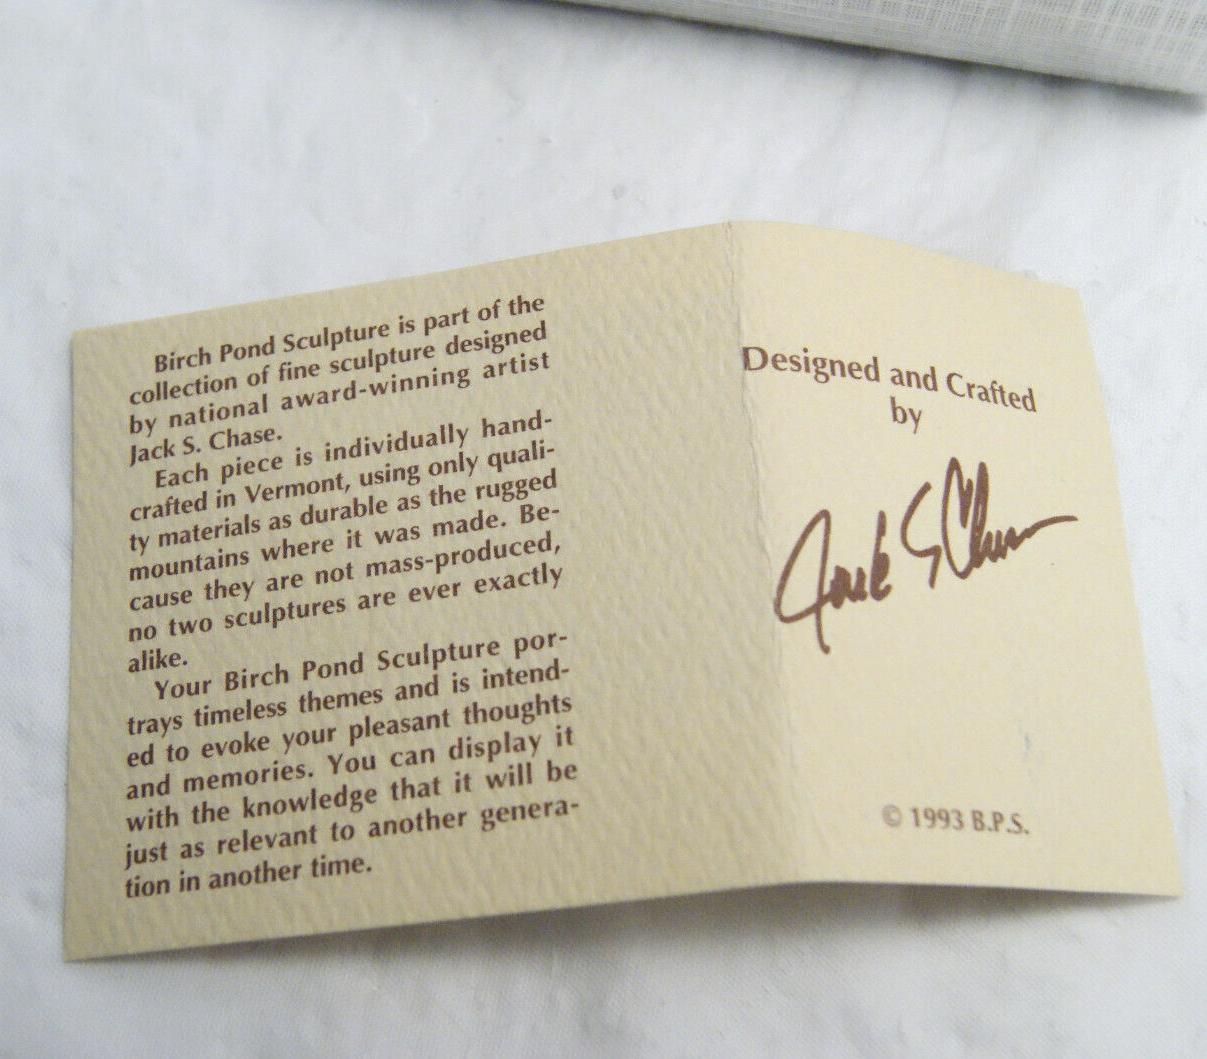 Birch Pond Sculpture is part of the
collection of fine sculpture designed
by national award-winning artist
Jack S. Chase.
Each piece is individually hand-
crafted in Vermont, using only quali-
ty materials as durable as the rugged
mountains where it was made. Be-
cause they are not mass-produced,
no two sculptures are ever exactly
alike.
Your Birch Pond Sculpture por-
trays timeless themes and is intend-
ed to evoke your pleasant thoughts
and memories. You can display it
with the knowledge that it will be
just as relevant to another genera-
tion in another time.
Designed and Crafted
by
Jack S Chase
© 1993 B.P.S.